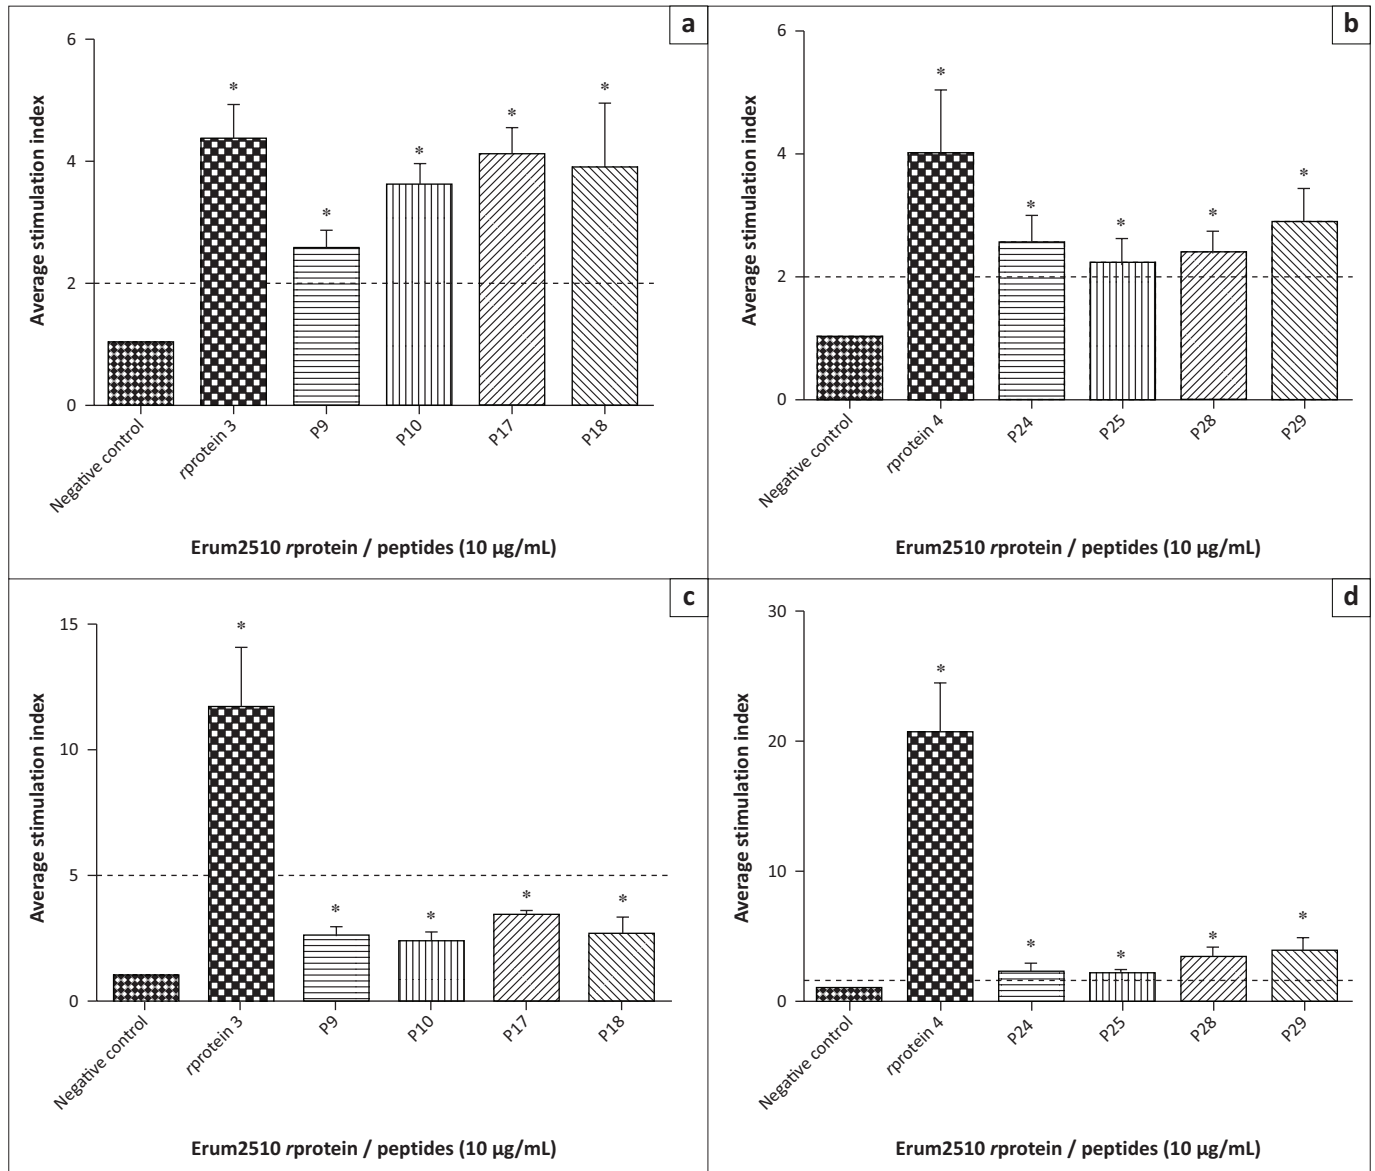 a
6
4
2
0
Average stimulation index
*
*
*
*
*
Negative control
rprotein 3
P9
P10
P17
P18
Erum2510 rprotein / peptides (10 µg/mL)
b
6
4
2
0
Average stimulation index
*
*
*
*
*
Negative control
rprotein 4
P24
P25
P28
P29
Erum2510 rprotein / peptides (10 µg/mL)
c
15
10
5
0
Average stimulation index
*
*
*
*
*
Negative control
rprotein 3
P9
P10
P17
P18
Erum2510 rprotein / peptides (10 µg/mL)
d
30
20
10
0
Average stimulation index
*
*
*
*
*
Negative control
rprotein 4
P24
P25
P28
P29
Erum2510 rprotein / peptides (10 µg/mL)